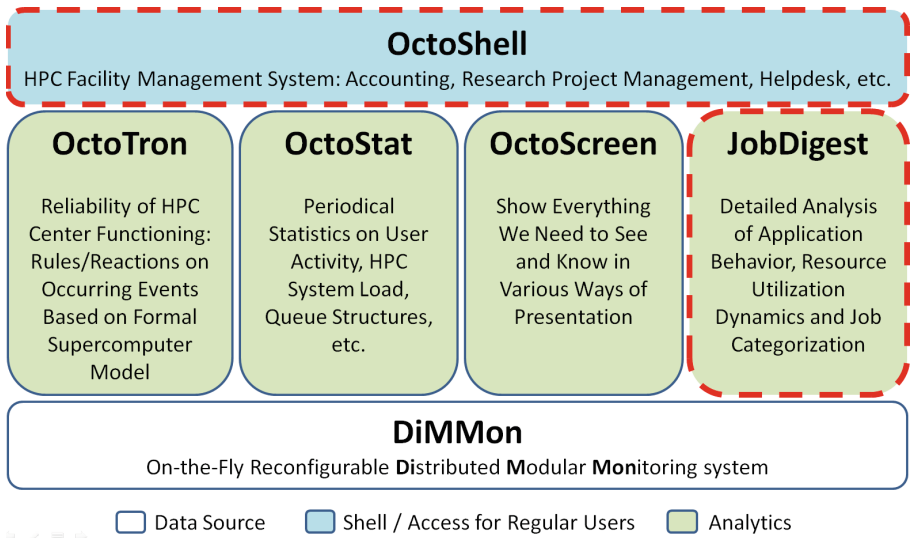 OctoShell
HPC Facility Management System: Accounting, Research Project Management, Helpdesk, etc.
OctoTron
Reliability of HPC
Center Functioning:
Rules/Reactions on
Occurring Events
Based on Formal
Supercomputer
Model
OctoStat
Periodical
Statistics on User
Activity, HPC
System Load,
Queue Structures,
etc.
OctoScreen
Show Everything
We Need to See
and Know in
Various Ways of
Presentation
JobDigest
Detailed Analysis
of Application
Behavior, Resource
Utilization
Dynamics and Job
Categorization
DiMMon
On-the-Fly Reconfigurable Distributed Modular Monitoring system
Data Source
Shell / Access for Regular Users
Analytics